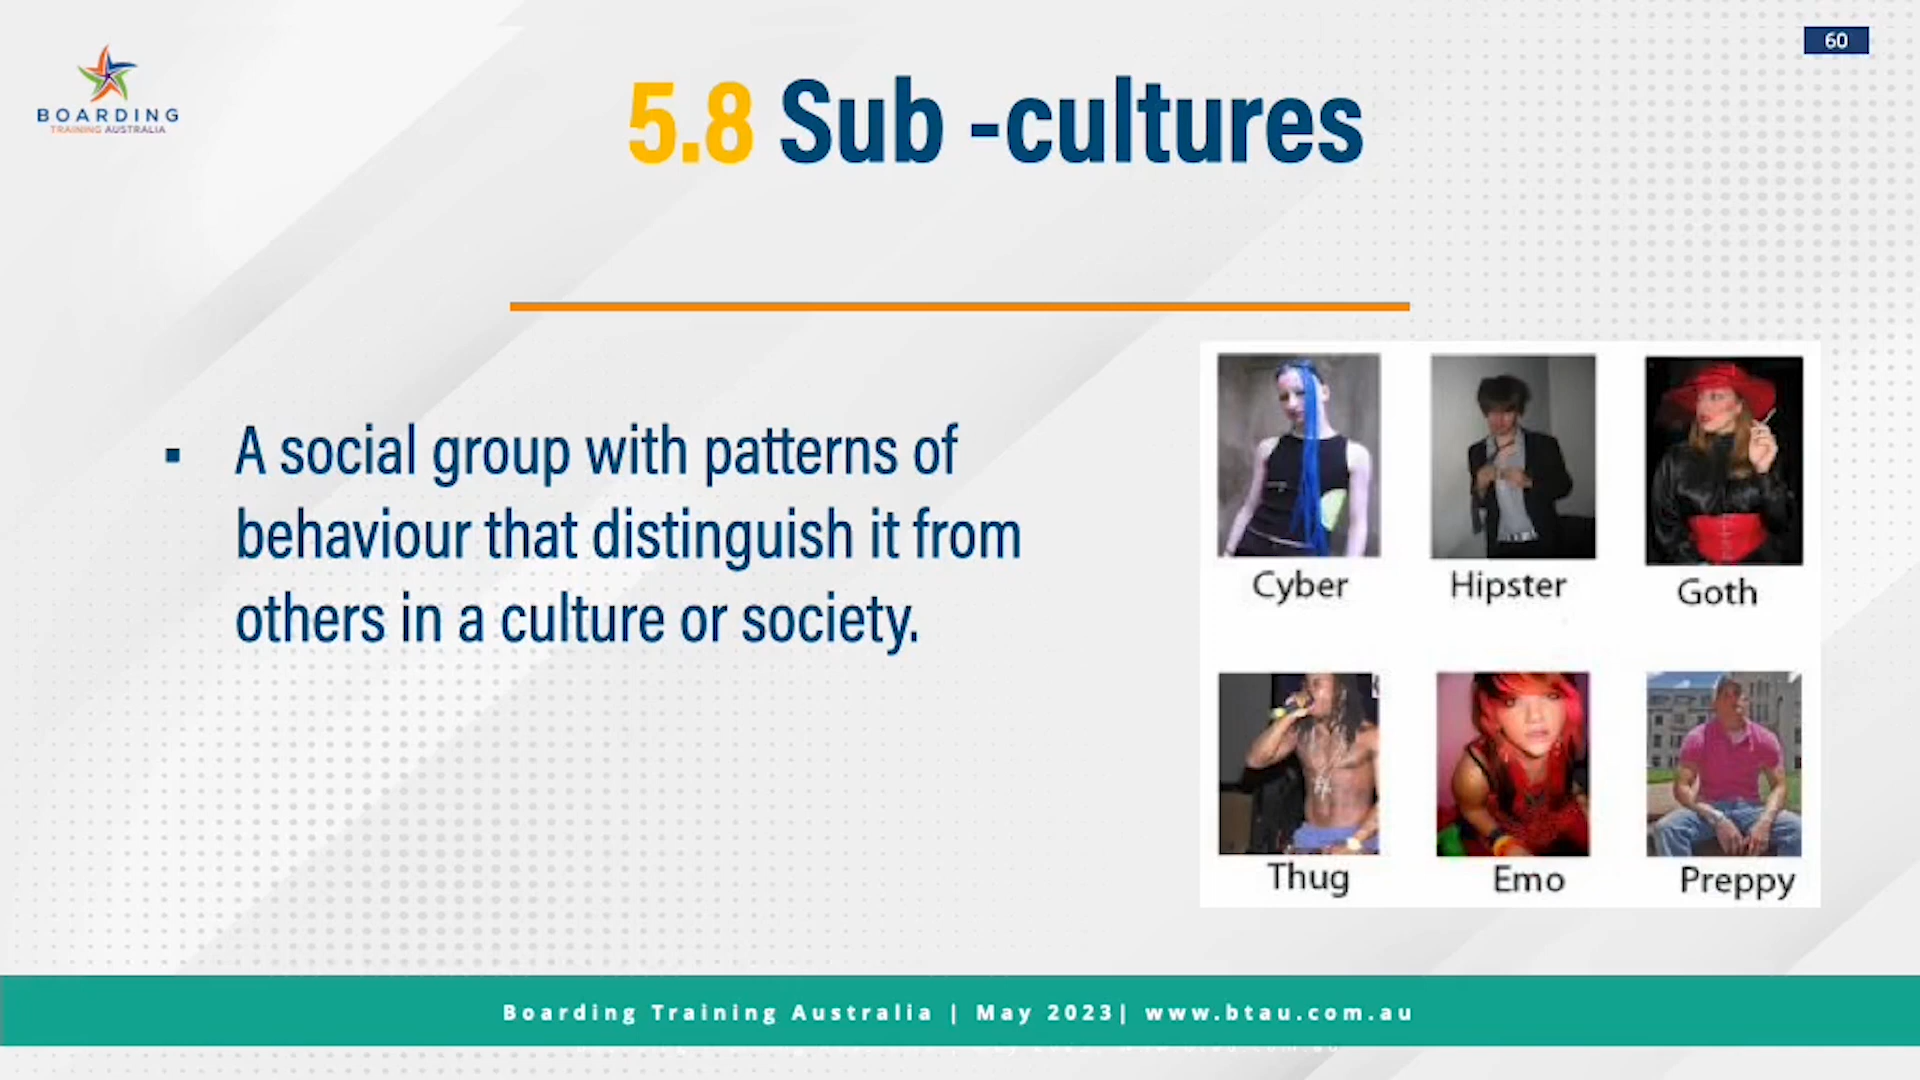 60
BOARDING
TRAINING AUSTRALIA
5.8 Sub -cultures
▪ A social group with patterns of
behaviour that distinguish it from
others in a culture or society.
Cyber
Hipster
Goth
Thug
Emo
Preppy
Boarding Training Australia | May 2023| www.btau.com.au